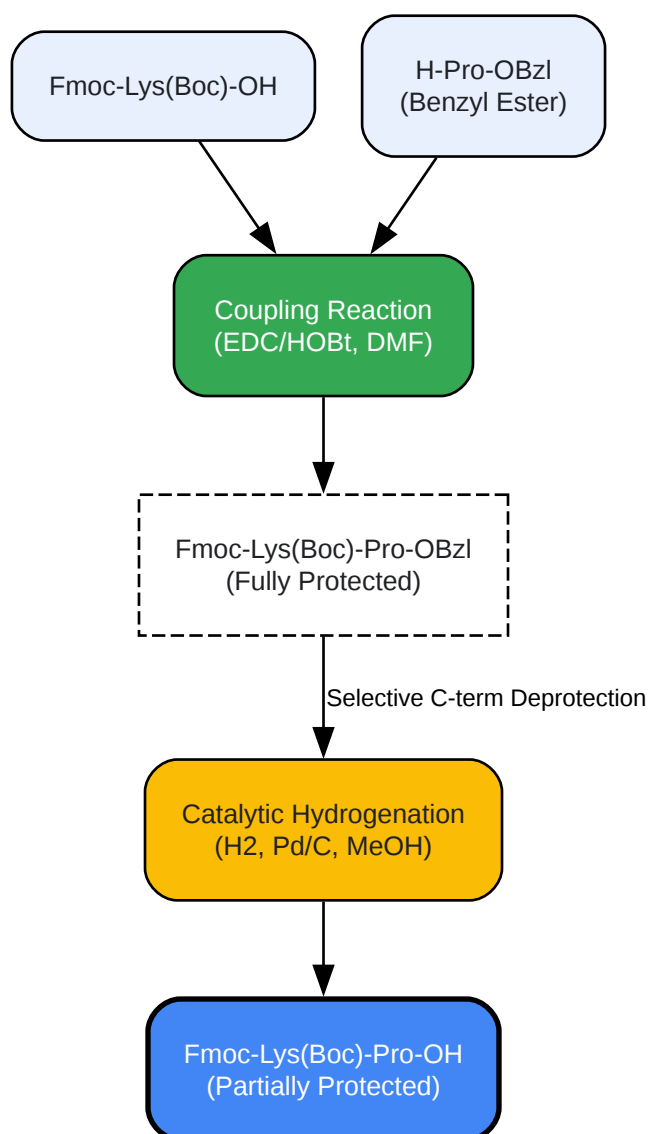 Fmoc-Lys(Boc)-OH
H-Pro-OBzl
(Benzyl Ester)
Coupling Reaction
(EDC/HOBt, DMF)
Fmoc-Lys(Boc)-Pro-OBzl
(Fully Protected)
Selective C-term Deprotection
Catalytic Hydrogenation
(H2, Pd/C, MeOH)
Fmoc-Lys(Boc)-Pro-OH
(Partially Protected)